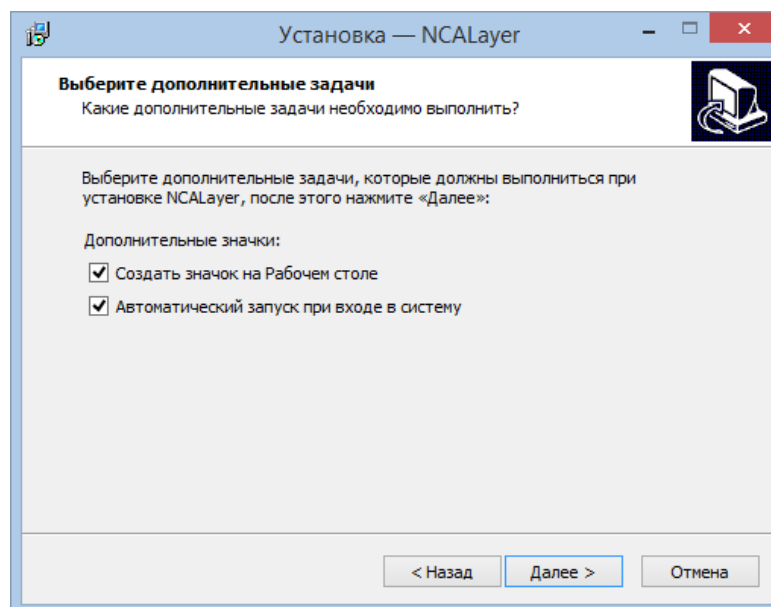 Установка — NCALayer
Выберите дополнительные задачи
Какие дополнительные задачи необходимо выполнить?
Выберите дополнительные задачи, которые должны выполниться при
установке NCALayer, после этого нажмите «Далее»:
Дополнительные значки:
Создать значок на Рабочем столе
Автоматический запуск при входе в систему
< Назад
Далее >
Отмена